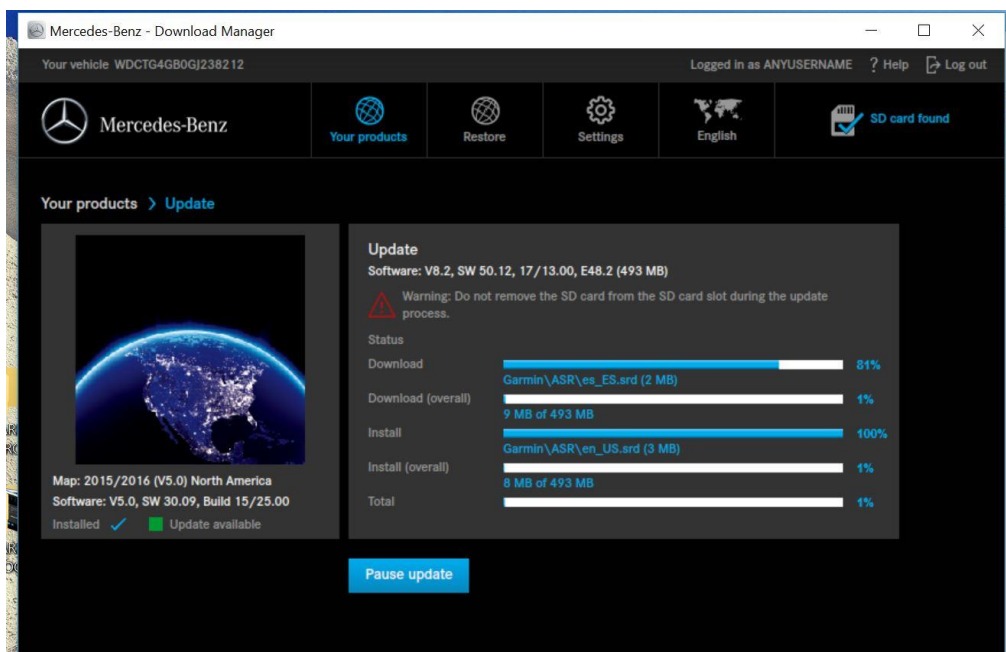 Mercedes-Benz - Download Manager
Your vehicle WDCTG4GB0GJ238212
Logged in as ANYUSERNAME ? Help Log out
Mercedes-Benz
Your products
Restore
Settings
English
SD card found
Your products > Update
Map: 2015/2016 (V5.0) North America
Software: V5.0, SW 30.09, Build 15/25.00
Installed Update available
Update
Software: V8.2, SW 50.12, 17/13.00, E48.2 (493 MB)
Warning: Do not remove the SD card from the SD card slot during the update
process.
Status
Download 81%
Garmin\ASR\es_ES.srd (2 MB)
Download (overall) 1%
9 MB of 493 MB
Install 100%
Garmin\ASR\en_US.srd (3 MB)
Install (overall) 1%
8 MB of 493 MB
Total 1%
Pause update